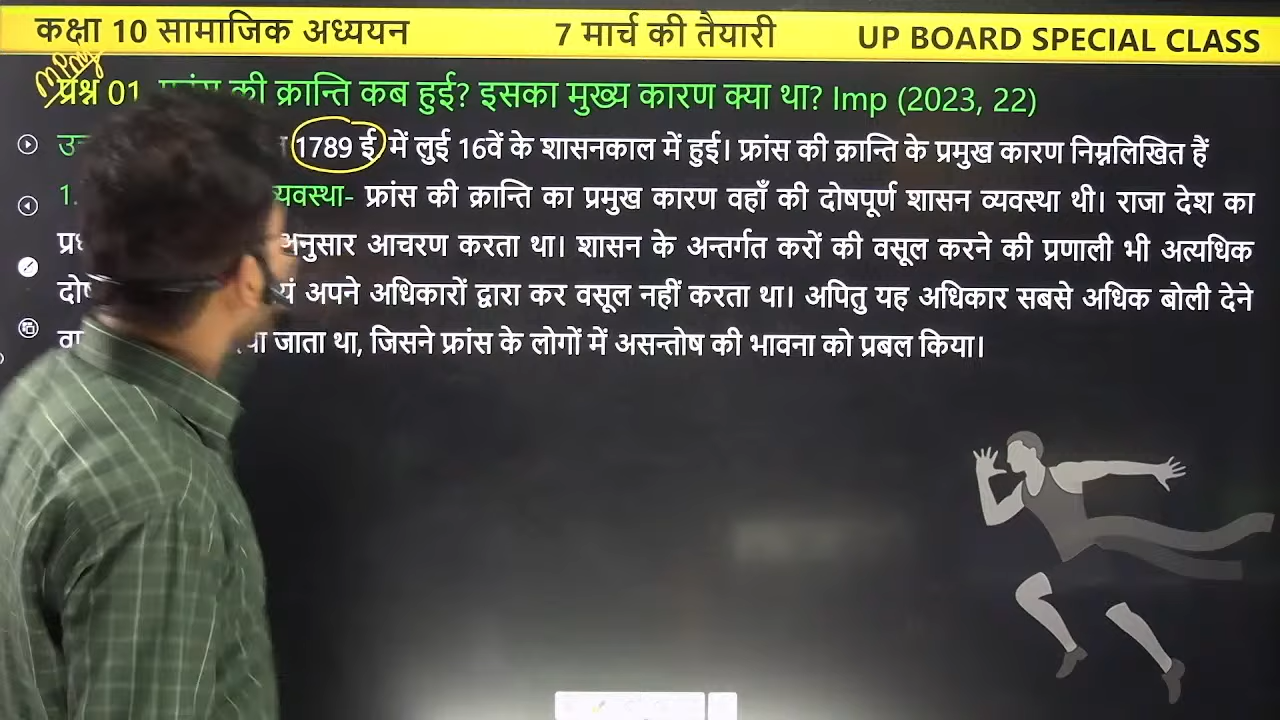 कक्षा 10 सामाजिक अध्ययन 7 मार्च की तैयारी UP BOARD SPECIAL CLASS
प्रश्न 01 की क्रान्ति कब हुई? इसका मुख्य कारण क्या था? Imp (2023, 22)
1789 ई में लुई 16वें के शासनकाल में हुई। फ्रांस की क्रान्ति के प्रमुख कारण निम्नलिखित हैं
1. व्यवस्था- फ्रांस की क्रान्ति का प्रमुख कारण वहाँ की दोषपूर्ण शासन व्यवस्था थी। राजा देश का
अनुसार आचरण करता था। शासन के अन्तर्गत करों की वसूल करने की प्रणाली भी अत्यधिक
अपने अधिकारों द्वारा कर वसूल नहीं करता था। अपितु यह अधिकार सबसे अधिक बोली देने
जाता था, जिसने फ्रांस के लोगों में असन्तोष की भावना को प्रबल किया।